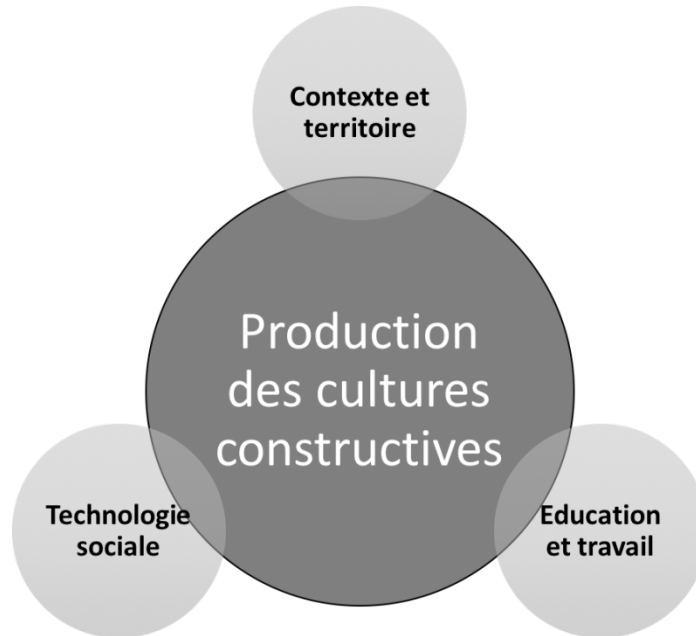 Contexte et
territoire
Production
des cultures
constructives
Technologie
sociale
Education
et travail